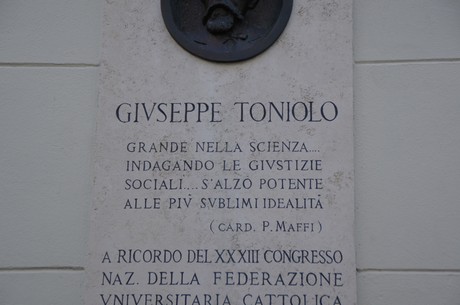 GIVSEPPE TONIOLO
GRANDE NELLA SCIENZA....
INDAGANDO LE GIVSTIZIE
SOCIALI.... S'ALZÒ POTENTE
ALLE PIÙ SVBLIMI IDEALITÀ
(CARD. P. MAFFI)
A RICORDO DEL XXXIII CONGRESSO
NAZ. DELLA FEDERAZIONE
VNIVERSITARIA CATTOLICA